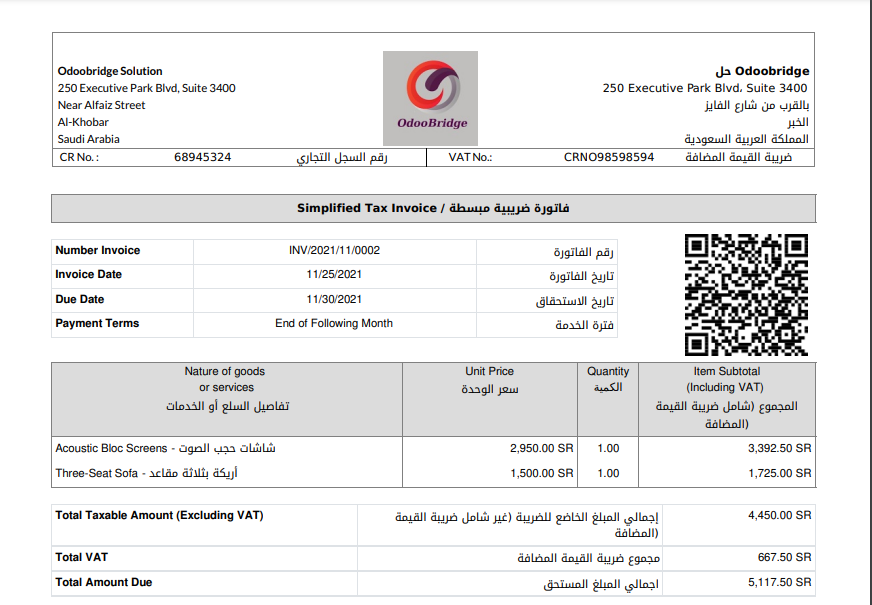 Odoobridge Solution
250 Executive Park Blvd, Suite 3400
Near Alfaiz Street
Al-Khobar
Saudi Arabia
OdooBridge
Odoobridge حل
250 Executive Park Blvd، Suite 3400
بالقرب من شارع الفايز
الخبر
المملكة العربية السعودية
CR No. : 68945324 رقم السجل التجاري VAT No.: CRNO98598594 ضريبة القيمة المضافة
Simplified Tax Invoice / فاتورة ضريبية مبسطة
Number Invoice INV/2021/11/0002 رقم الفاتورة
Invoice Date 11/25/2021 تاريخ الفاتورة
Due Date 11/30/2021 تاريخ الاستحقاق
Payment Terms End of Following Month فترة الخدمة
Nature of goods Unit Price Quantity Item Subtotal
or services سعر الوحدة الكمية (Including VAT)
تفاصيل السلع أو الخدمات المجموع (شامل ضريبة القيمة
المضافة)
Acoustic Bloc Screens - شاشات حجب الصوت 2,950.00 SR 1.00 3,392.50 SR
Three-Seat Sofa - أريكة بثلاثة مقاعد 1,500.00 SR 1.00 1,725.00 SR
Total Taxable Amount (Excluding VAT) إجمالي المبلغ الخاضع للضريبة (غير شامل ضريبة القيمة 4,450.00 SR
المضافة)
Total VAT مجموع ضريبة القيمة المضافة 667.50 SR
Total Amount Due اجمالي المبلغ المستحق 5,117.50 SR